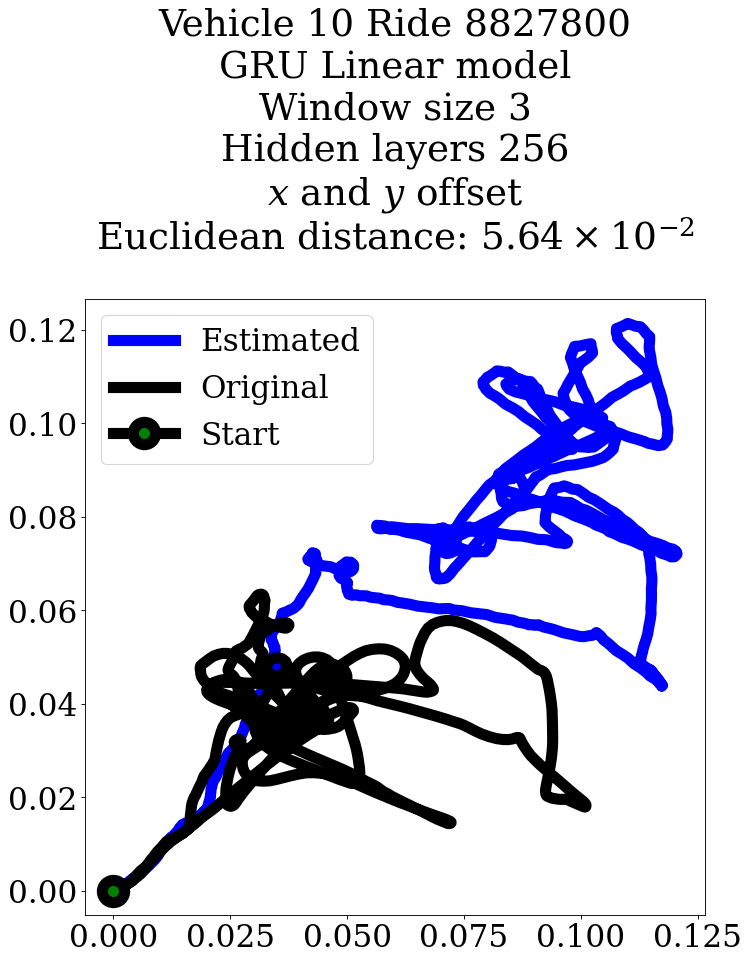 Vehicle 10 Ride 8827800
GRU Linear model
Window size 3
Hidden layers 256
x and y offset
Euclidean distance: 5.64 × 10⁻²
Estimated
Original
Start
0.12
0.10
0.08
0.06
0.04
0.02
0.00
0.000 0.025 0.050 0.075 0.100 0.125